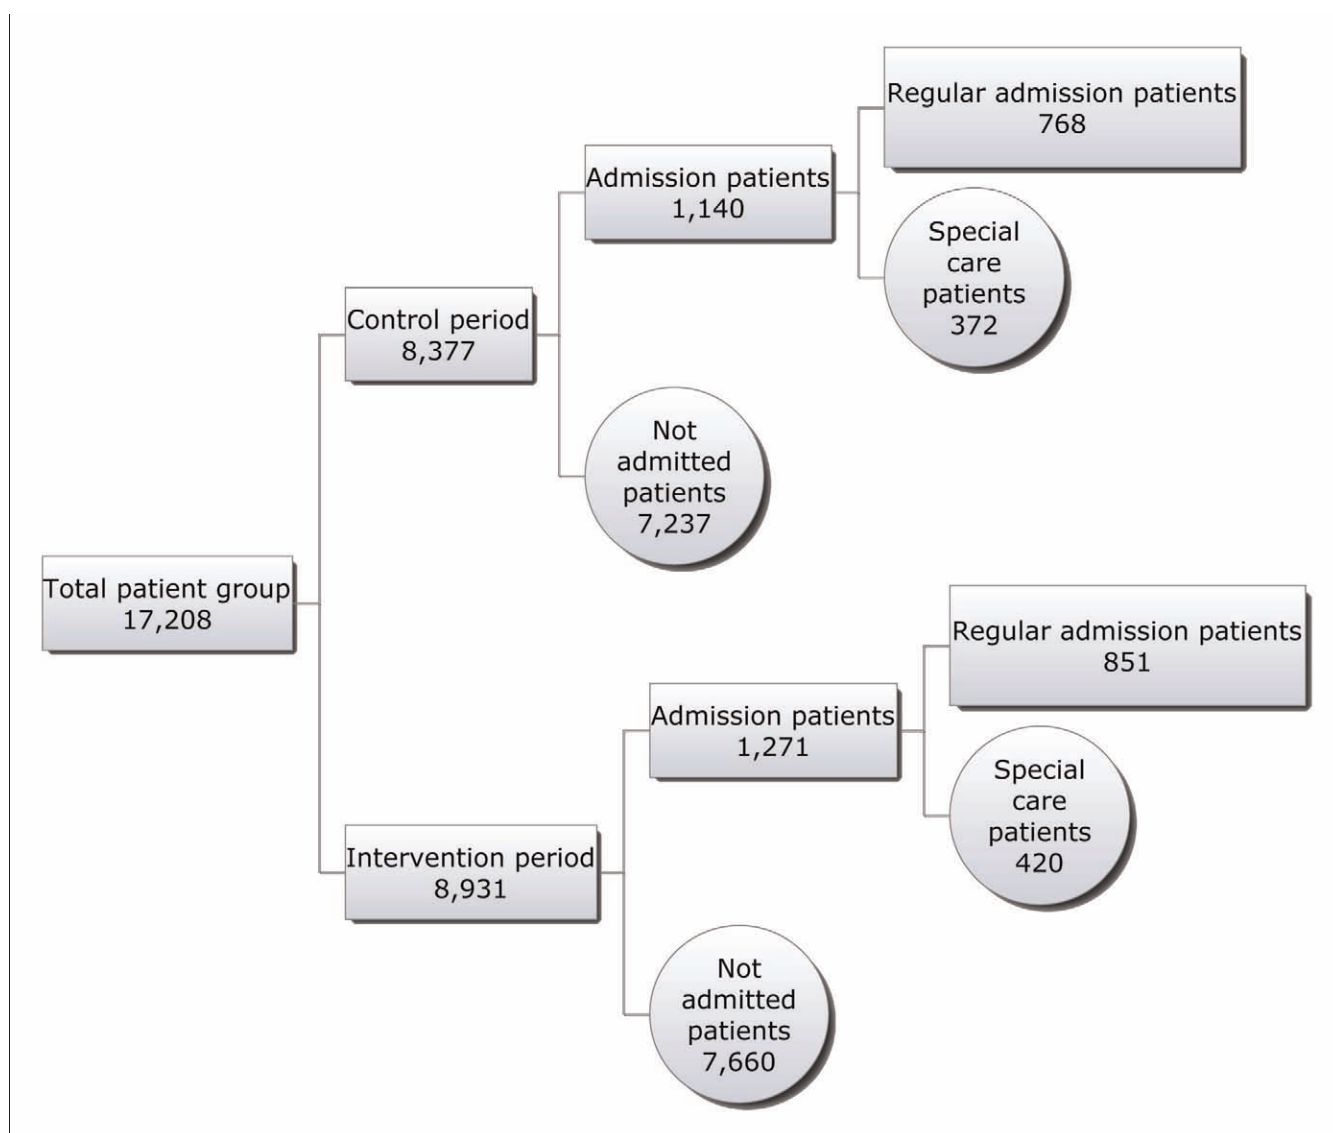 Regular admission patients
768
Admission patients
1,140
Special
care
patients
372
Control period
8,377
Not
admitted
patients
7,237
Total patient group
17,208
Regular admission patients
851
Admission patients
1,271
Special
care
patients
420
Intervention period
8,931
Not
admitted
patients
7,660